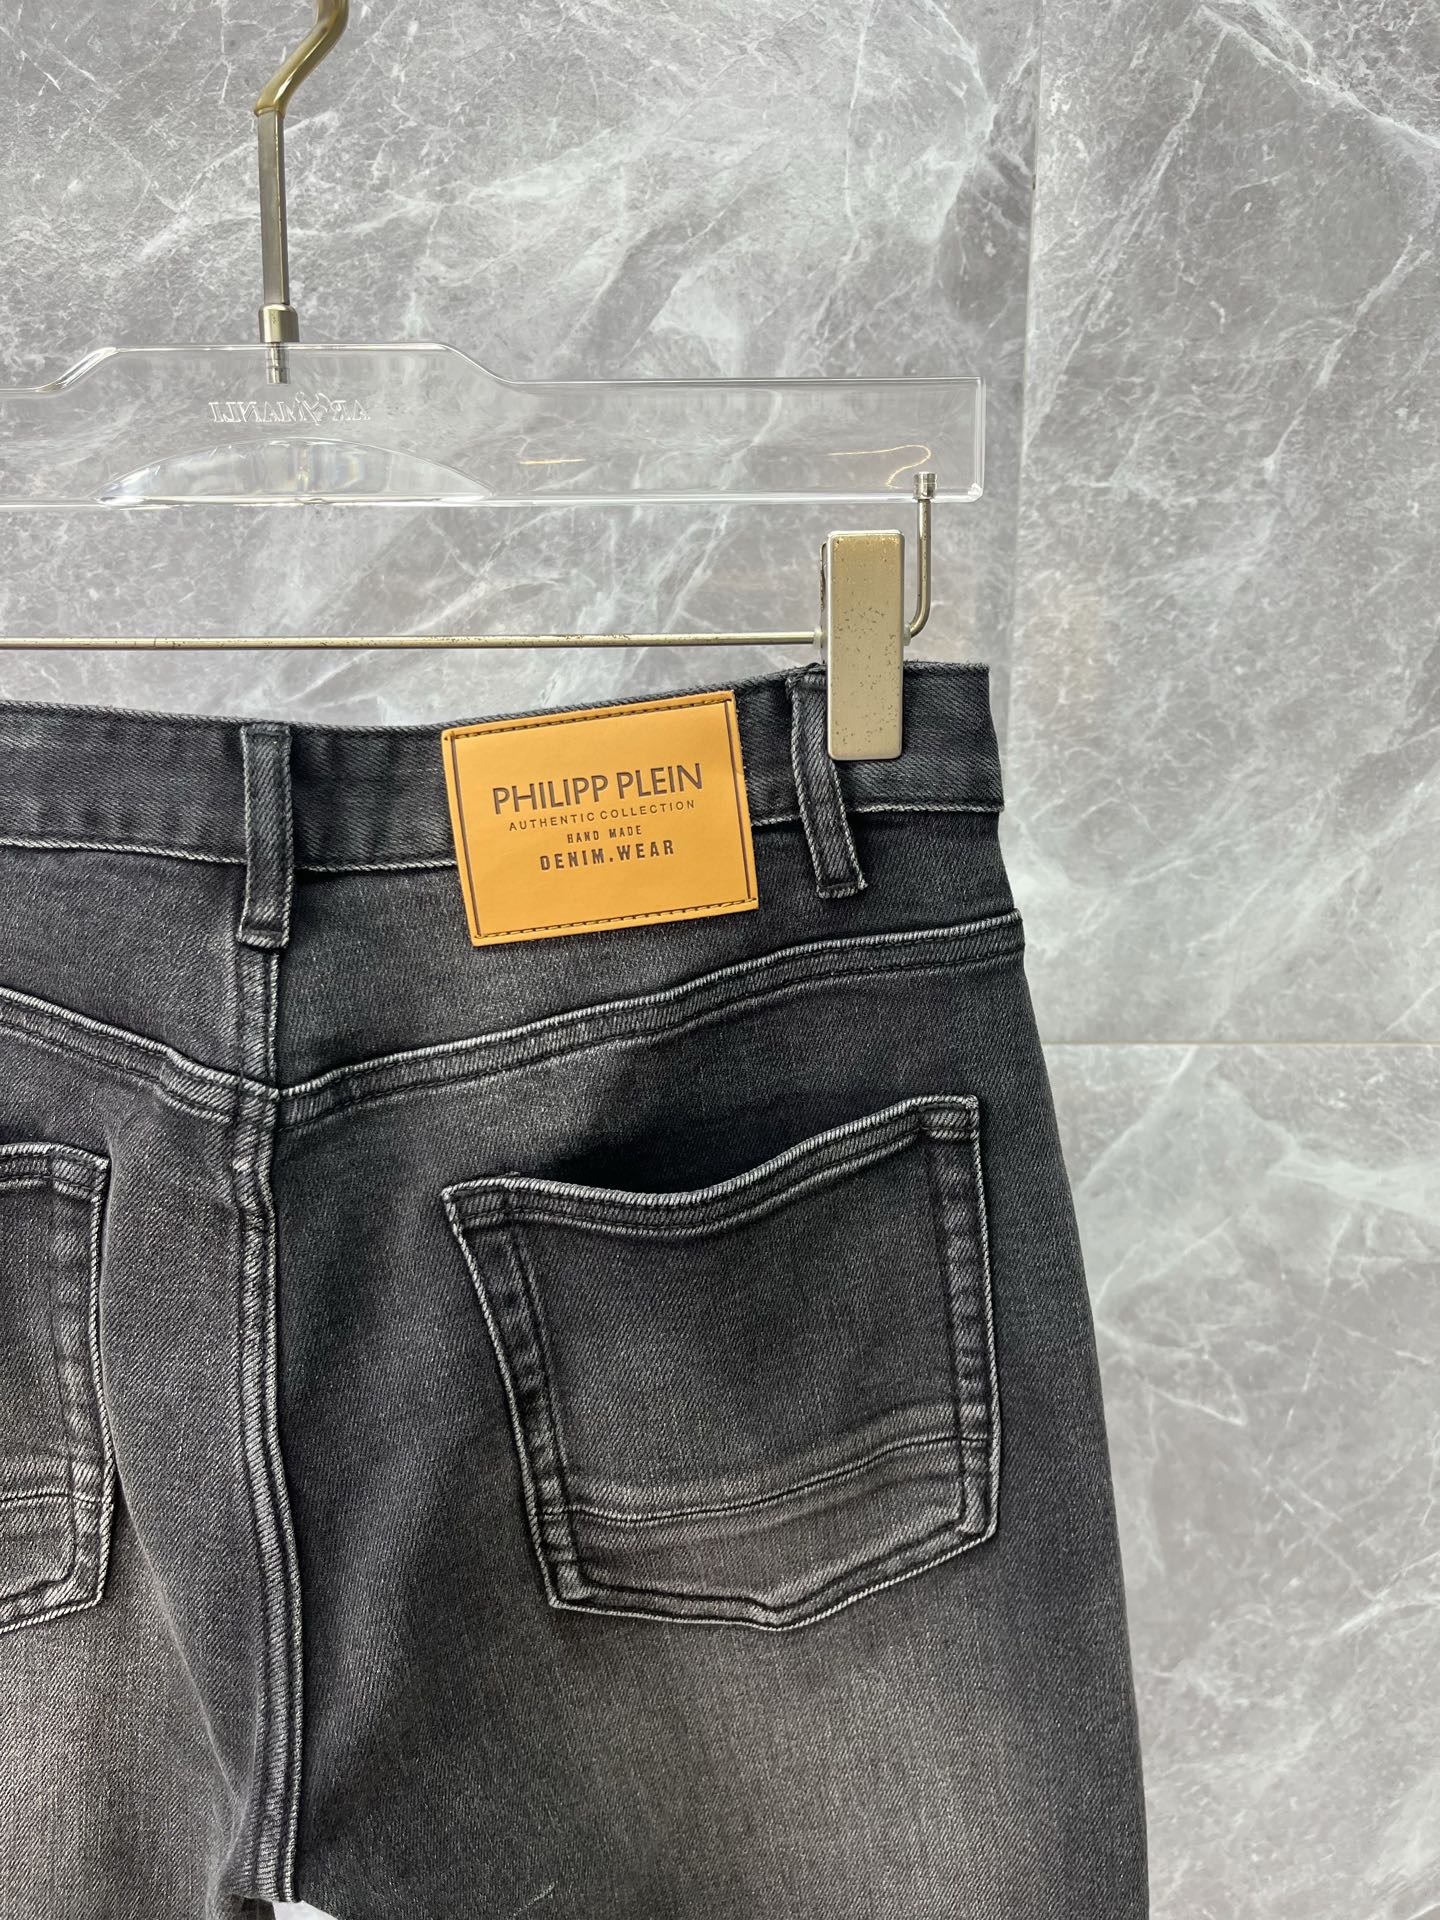 PHILIPP PLEIN
AUTHENTIC COLLECTION
HAND MADE
DENIM.WEAR